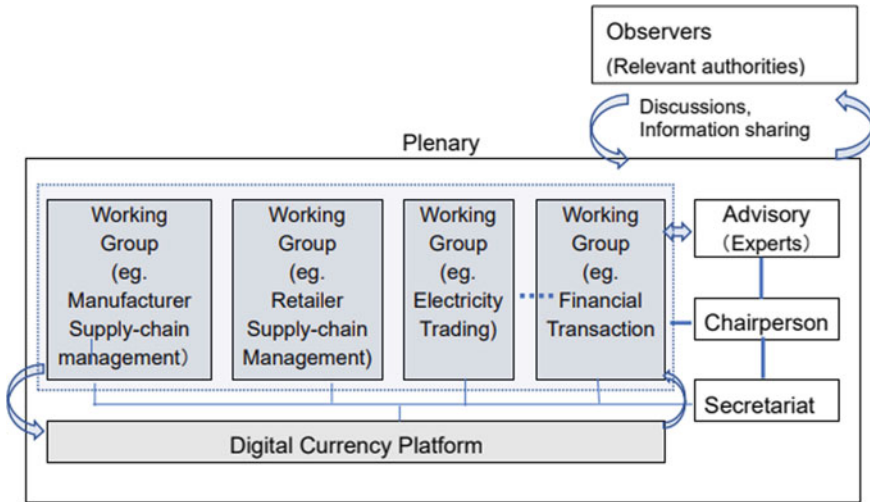 Observers
(Relevant authorities)
Discussions,
Information sharing
Plenary
Working
Group
(eg.
Manufacturer
Supply-chain
management）
Working
Group
(eg.
Retailer
Supply-chain
Management)
Working
Group
(eg.
Electricity
Trading)
Working
Group
(eg.
Financial
Transaction
Advisory
（Experts）
Chairperson
Secretariat
Digital Currency Platform